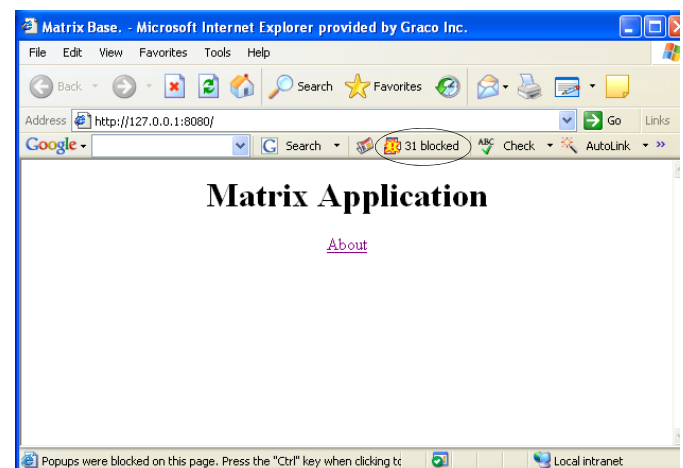 Matrix Base. - Microsoft Internet Explorer provided by Graco Inc.
File Edit View Favorites Tools Help
Back Search Favorites
Address http://127.0.0.1:8080/ Go Links
Google G Search 31 blocked ABC Check AutoLink »
Matrix Application
About
Popups were blocked on this page. Press the "Ctrl" key when clicking to Local intranet